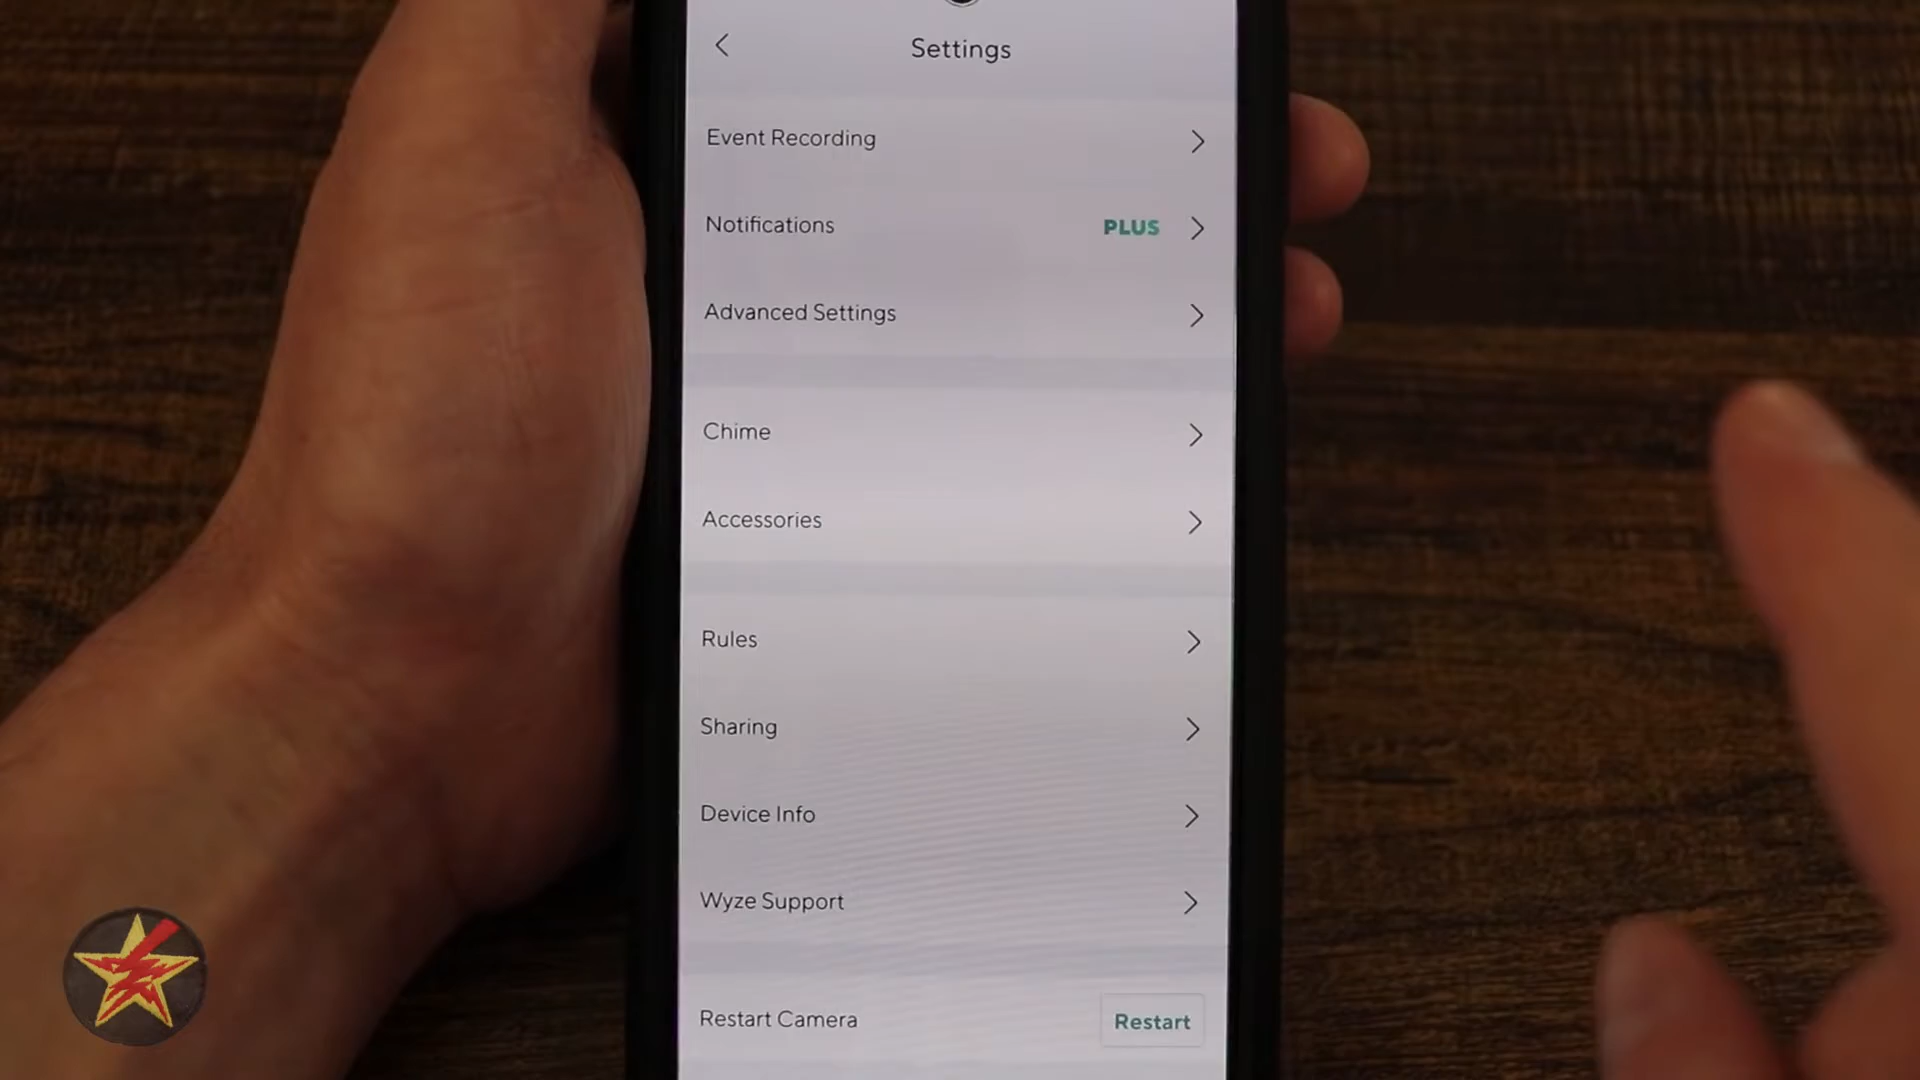 Settings
Event Recording
Notifications PLUS
Advanced Settings
Chime
Accessories
Rules
Sharing
Device Info
Wyze Support
Restart Camera Restart